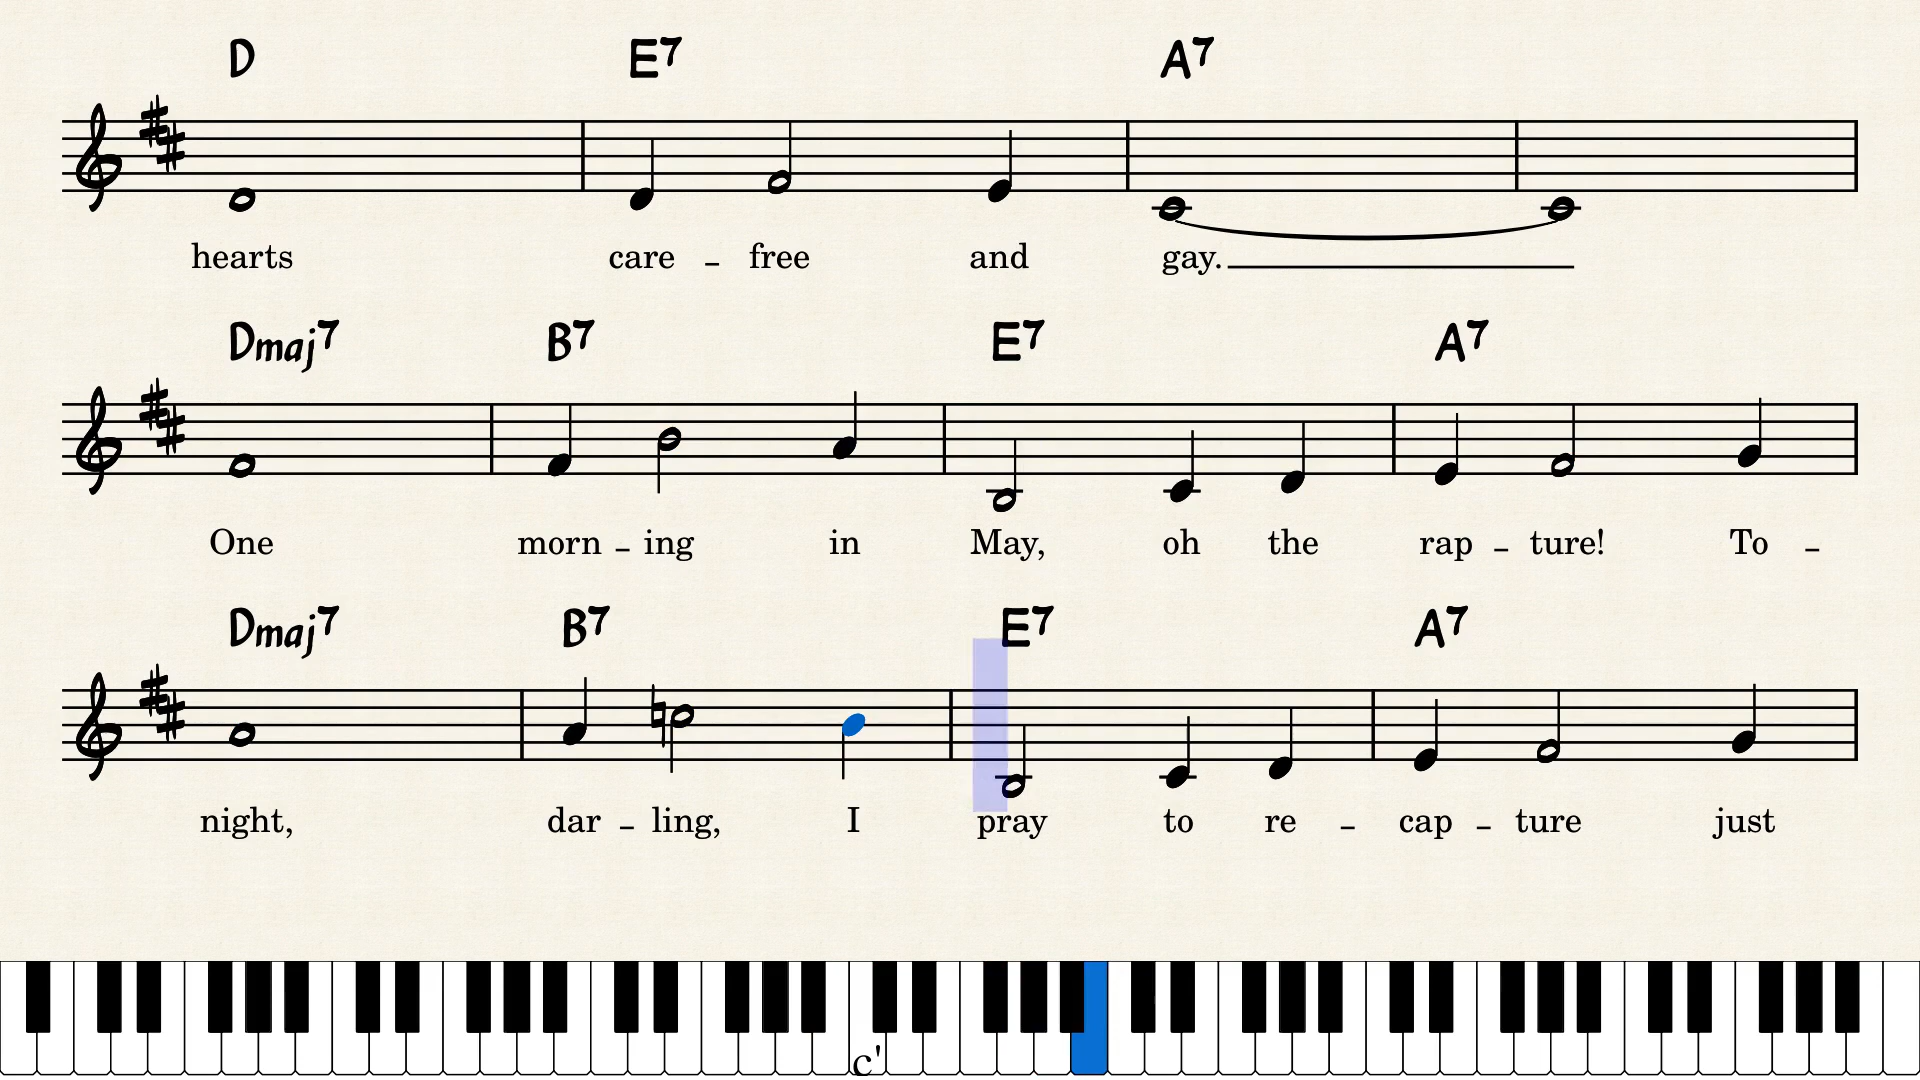 D E7 A7
hearts care - free and gay.
Dmaj7 B7 E7 A7
One morn - ing in May, oh the rap - ture! To -
Dmaj7 B7 E7 A7
night, dar - ling, I pray to re - cap - ture just
c'